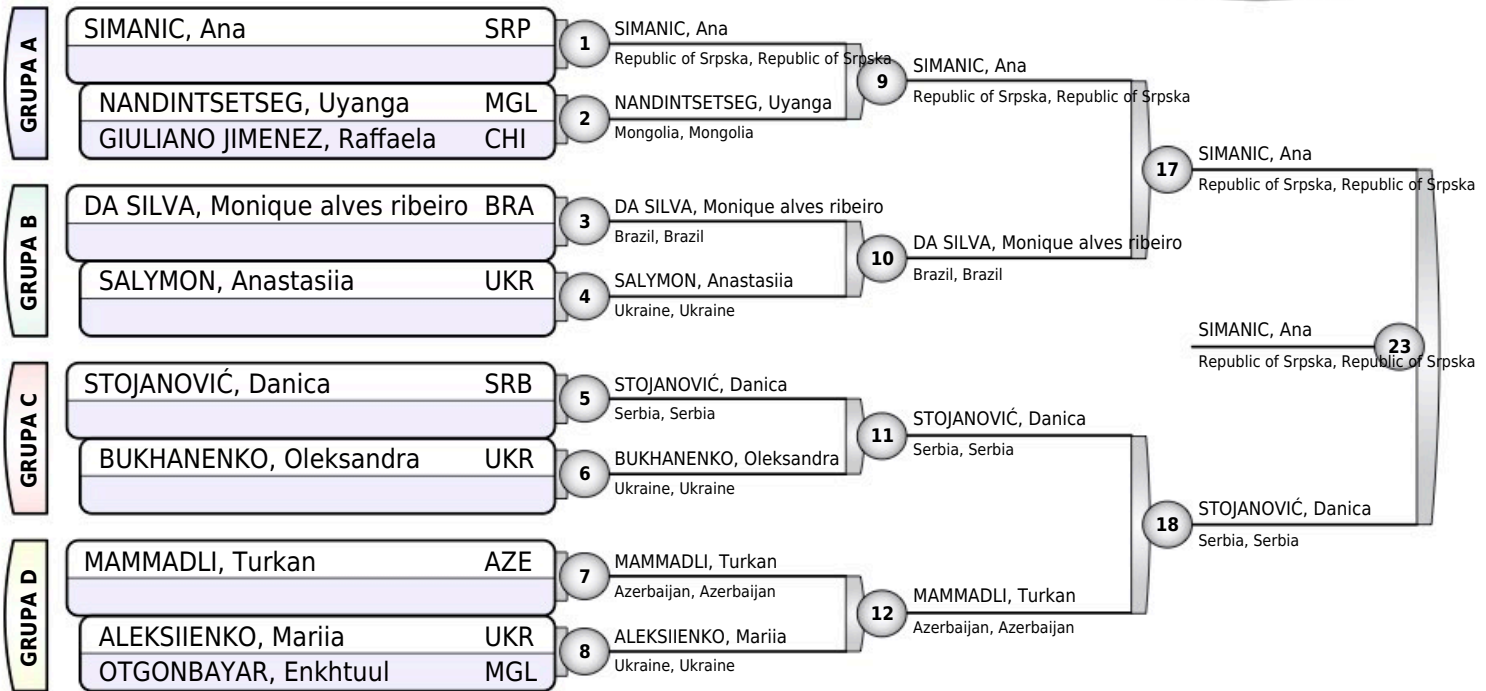 GRUPA A
SIMANIC, Ana SRP
NANDINTSETSEG, Uyanga MGL
GIULIANO JIMENEZ, Raffaela CHI
GRUPA B
DA SILVA, Monique alves ribeiro BRA
SALYMON, Anastasiia UKR
GRUPA C
STOJANOVIĆ, Danica SRB
BUKHANENKO, Oleksandra UKR
GRUPA D
MAMMADLI, Turkan AZE
ALEKSIIENKO, Mariia UKR
OTGONBAYAR, Enkhtuul MGL
1
SIMANIC, Ana
Republic of Srpska, Republic of Srpska
2
NANDINTSETSEG, Uyanga
Mongolia, Mongolia
3
DA SILVA, Monique alves ribeiro
Brazil, Brazil
4
SALYMON, Anastasiia
Ukraine, Ukraine
5
STOJANOVIĆ, Danica
Serbia, Serbia
6
BUKHANENKO, Oleksandra
Ukraine, Ukraine
7
MAMMADLI, Turkan
Azerbaijan, Azerbaijan
8
ALEKSIIENKO, Mariia
Ukraine, Ukraine
9
SIMANIC, Ana
Republic of Srpska, Republic of Srpska
10
DA SILVA, Monique alves ribeiro
Brazil, Brazil
11
STOJANOVIĆ, Danica
Serbia, Serbia
12
MAMMADLI, Turkan
Azerbaijan, Azerbaijan
17
SIMANIC, Ana
Republic of Srpska, Republic of Srpska
18
STOJANOVIĆ, Danica
Serbia, Serbia
SIMANIC, Ana
23
Republic of Srpska, Republic of Srpska